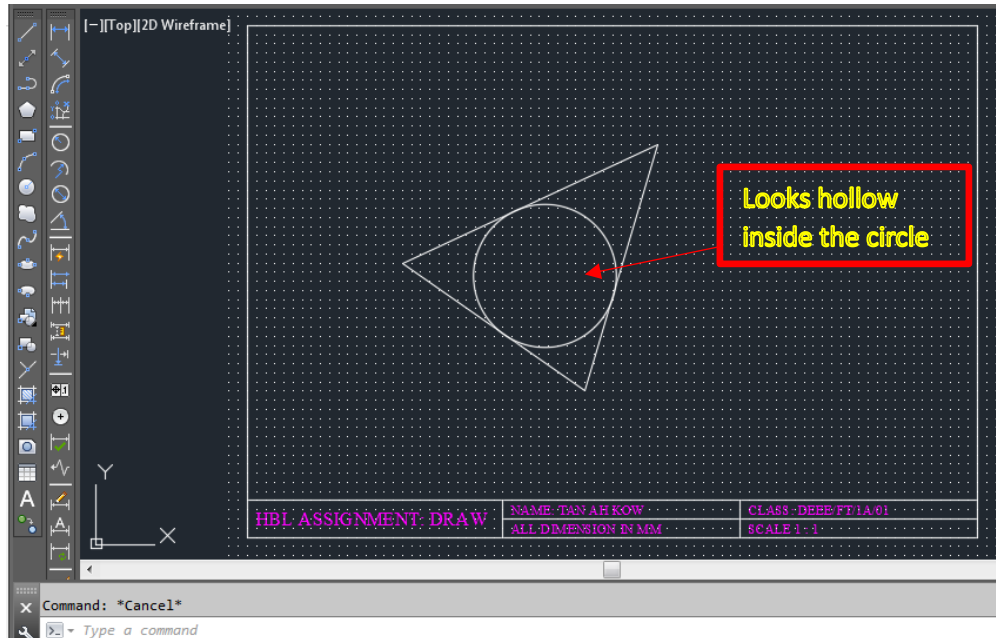 [−][Top][2D Wireframe]
Looks hollow
inside the circle
Y
X
HBL ASSIGNMENT: DRAW
NAME: TAN AH KOW
CLASS : DEEE/FT/1A/01
ALL DIMENSION IN MM
SCALE 1 : 1
Command: *Cancel*
Type a command